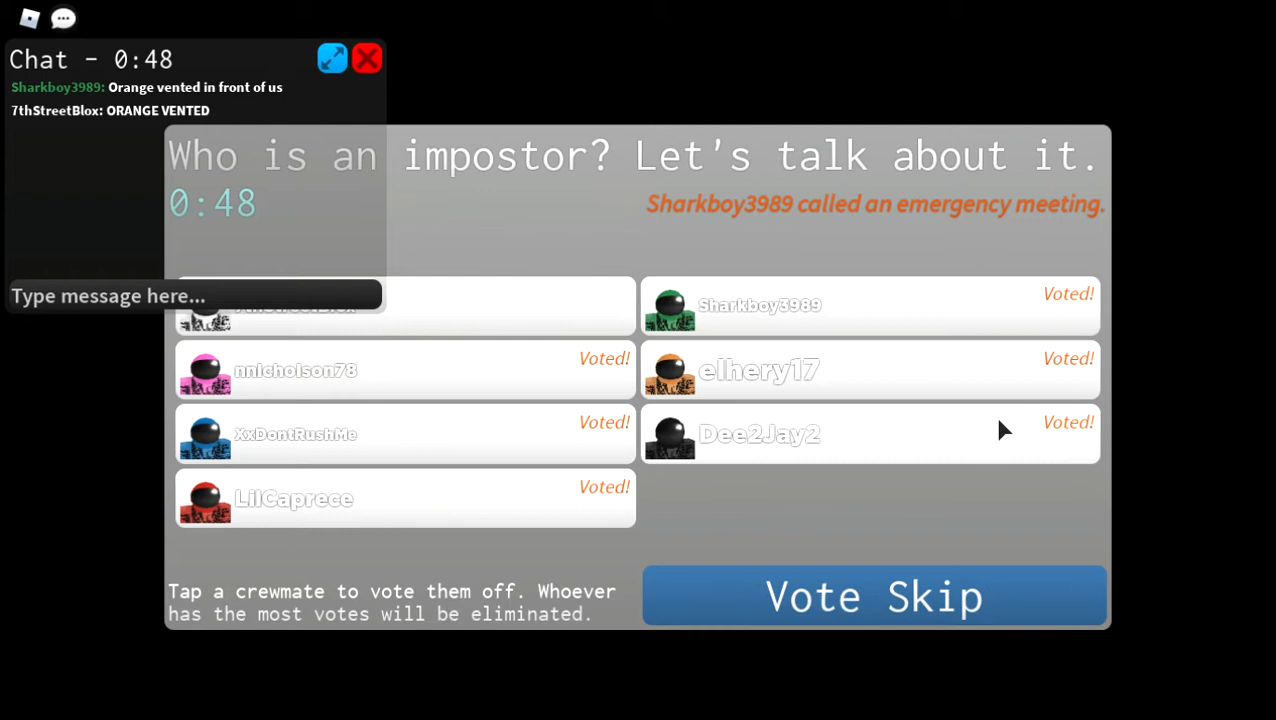 Chat - 0:48
Sharkboy3989: Orange vented in front of us
7thStreetBlox: ORANGE VENTED
Type message here...
Who is an impostor? Let's talk about it.
0:48
Sharkboy3989 called an emergency meeting.
Sharkboy3989
Voted!
nnicholson78
Voted!
elhery17
Voted!
XxDontRushMe
Voted!
Dee2Jay2
Voted!
LilCaprece
Voted!
Tap a crewmate to vote them off. Whoever
has the most votes will be eliminated.
Vote Skip